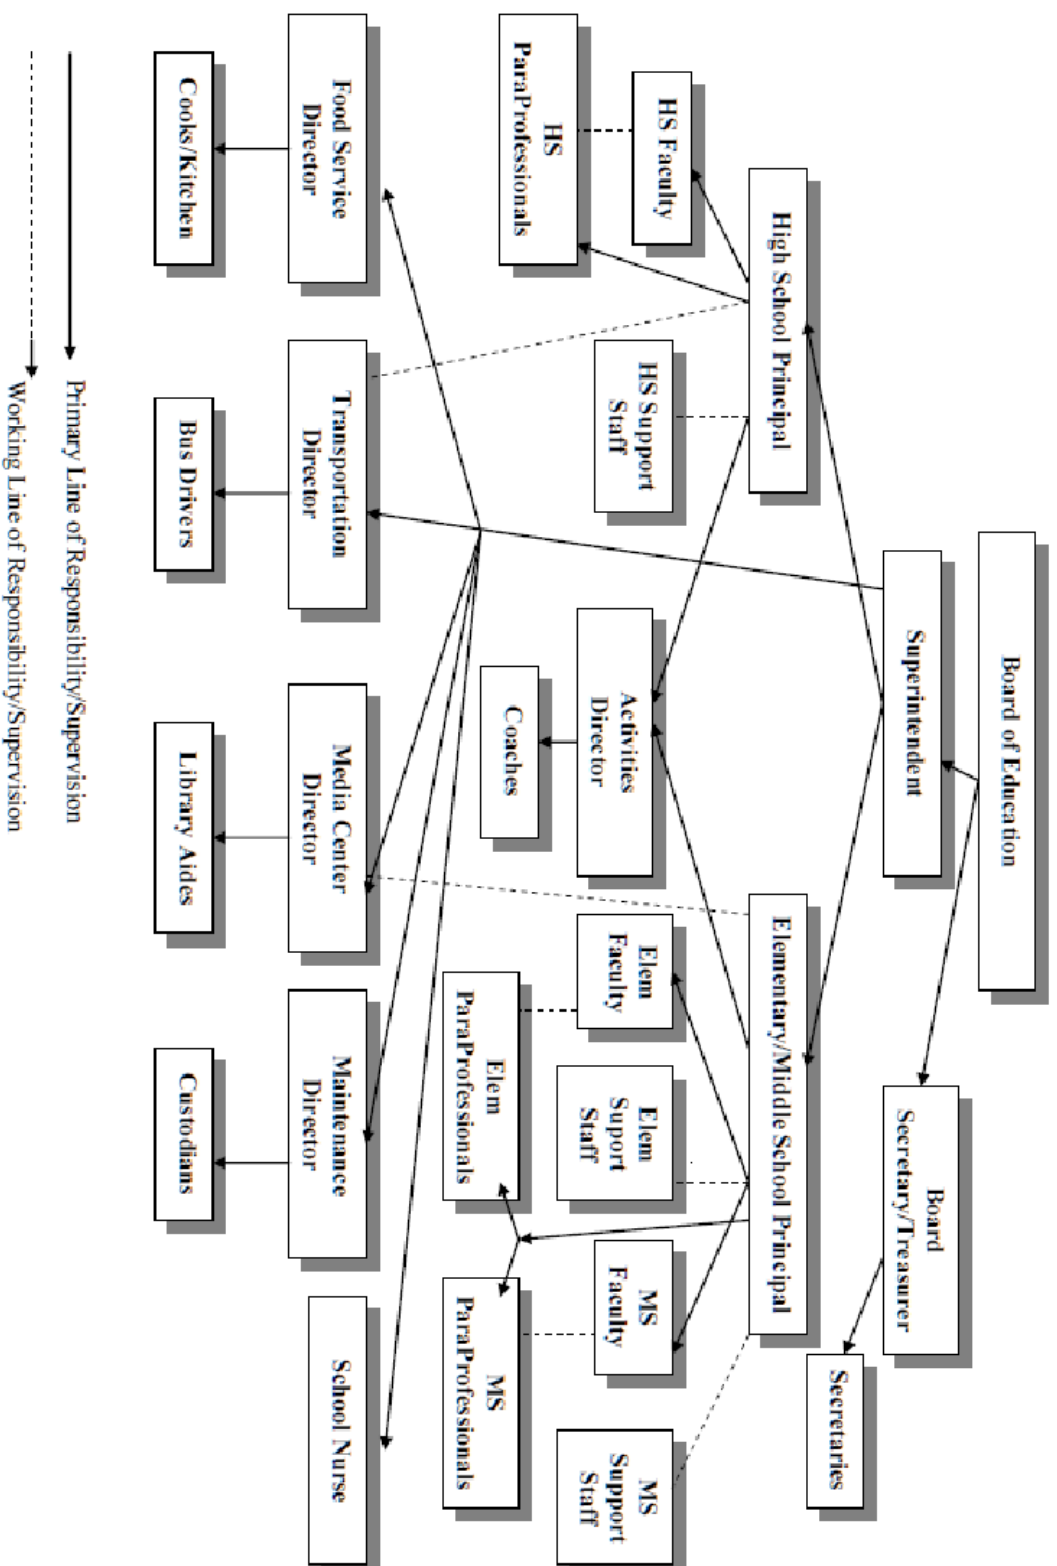 Board of Education
Superintendent
Board
Secretary/Treasurer
Secretaries
High School Principal
Elementary/Middle School Principal
HS Faculty
HS
ParaProfessionals
HS Support
Staff
Activities
Director
Coaches
Elem
Faculty
Elem
Suport
Staff
MS
Faculty
MS
Support
Staff
Elem
ParaProfessionals
MS
ParaProfessionals
Food Service
Director
Transportation
Director
Media Center
Director
Maintenance
Director
School Nurse
Cooks/Kitchen
Bus Drivers
Library Aides
Custodians
Primary Line of Responsibility/Supervision
Working Line of Responsibility/Supervision